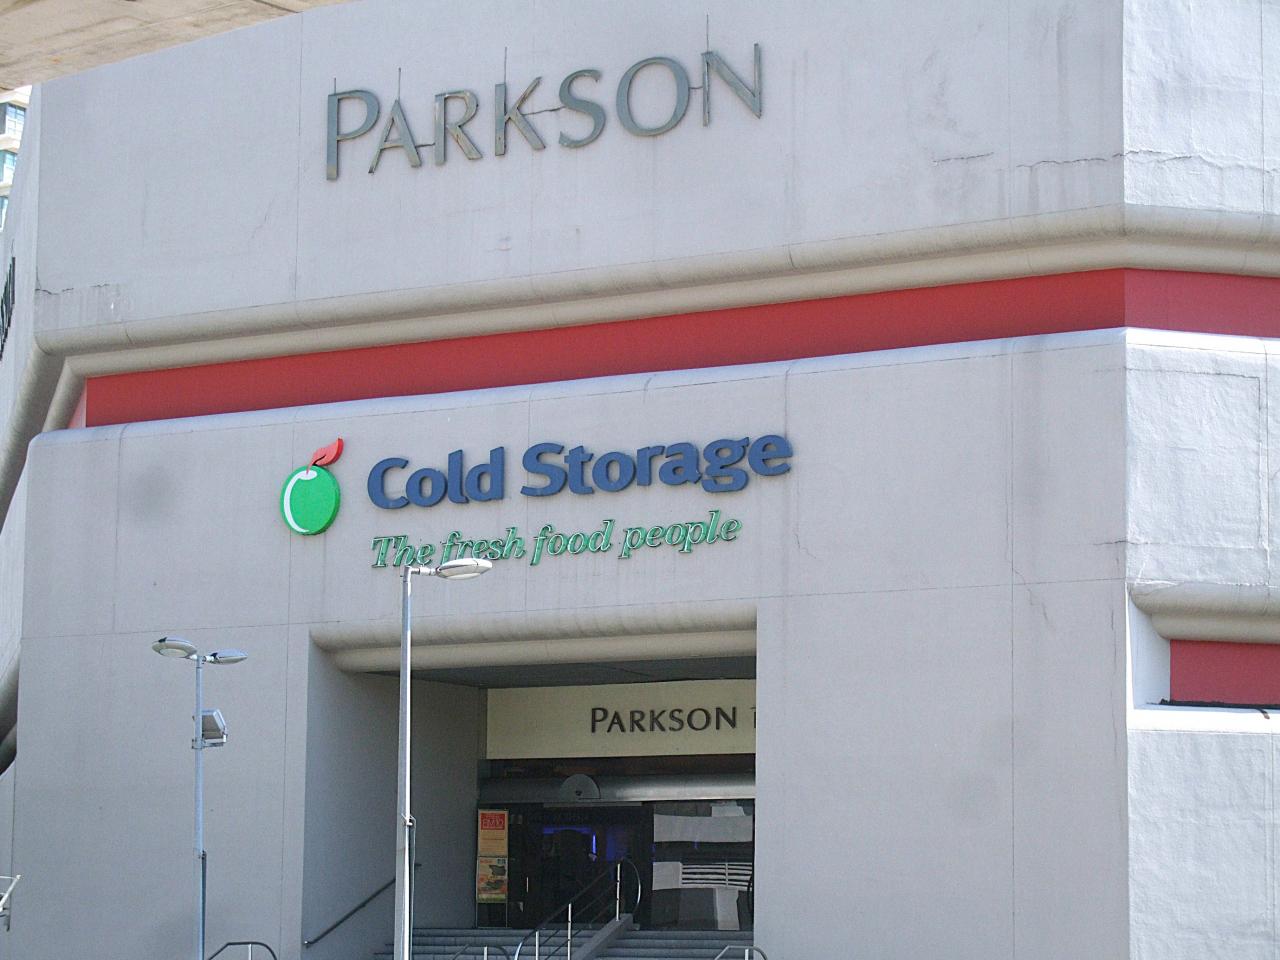 PARKSON
Cold Storage
The fresh food people
PARKSON